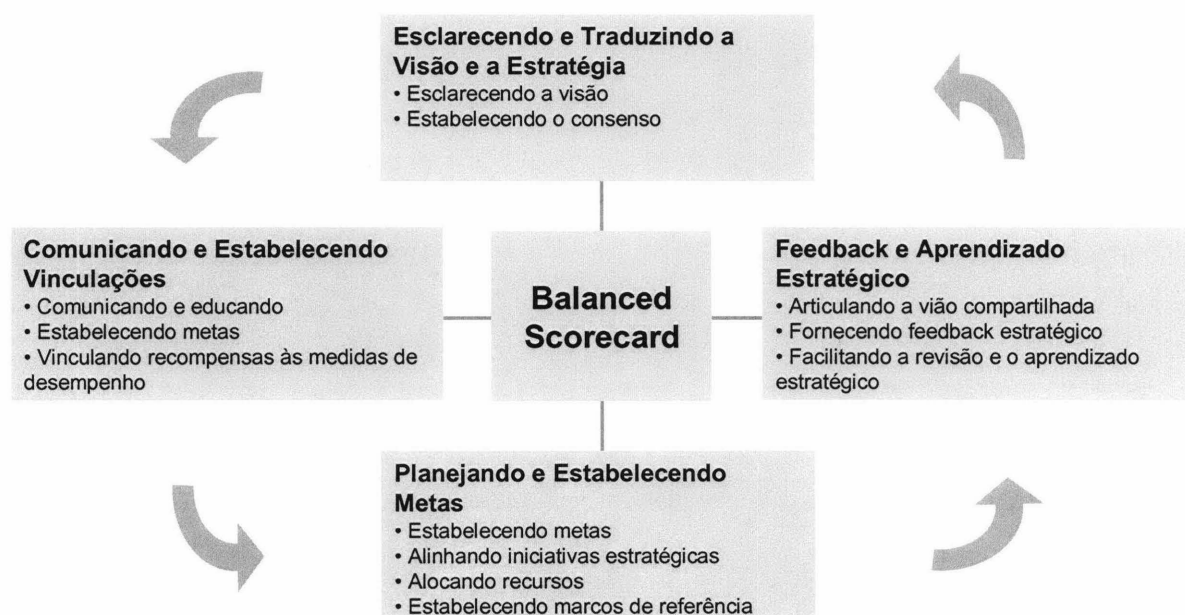 Esclarecendo e Traduzindo a
Visão e a Estratégia
• Esclarecendo a visão
• Estabelecendo o consenso
Comunicando e Estabelecendo
Vinculações
• Comunicando e educando
• Estabelecendo metas
• Vinculando recompensas às medidas de
desempenho
Balanced
Scorecard
Feedback e Aprendizado
Estratégico
• Articulando a vião compartilhada
• Fornecendo feedback estratégico
• Facilitando a revisão e o aprendizado
estratégico
Planejando e Estabelecendo
Metas
• Estabelecendo metas
• Alinhando iniciativas estratégicas
• Alocando recursos
• Estabelecendo marcos de referência